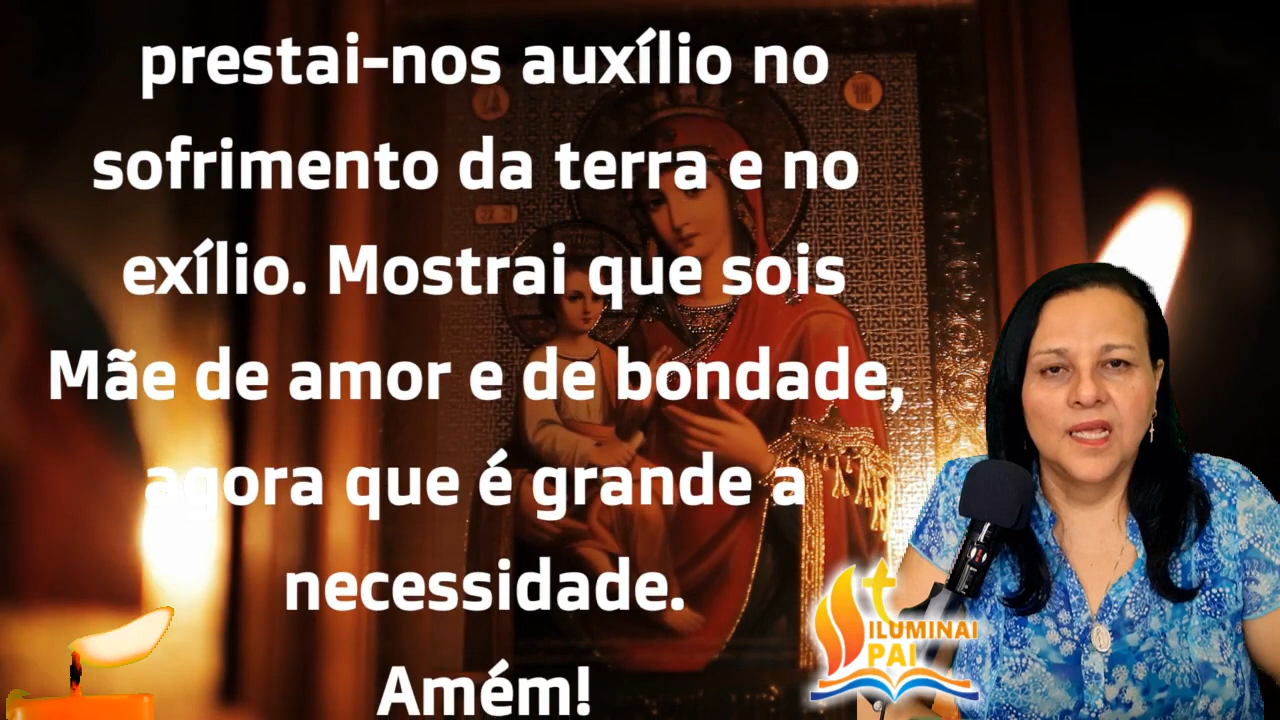 prestai-nos auxílio no
sofrimento da terra e no
exílio. Mostrai que sois
Mãe de amor e de bondade,
agora que é grande a
necessidade.
Amém!
ILUMINAI
PAI